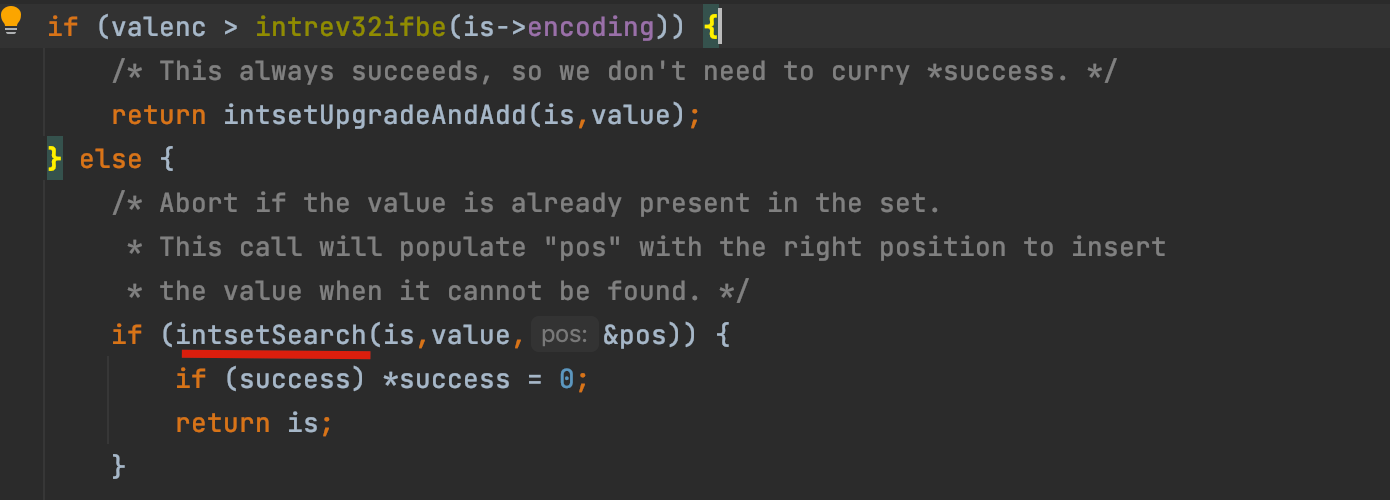 if (valenc > intrev32ifbe(is->encoding)) {
/* This always succeeds, so we don't need to curry *success. */
return intsetUpgradeAndAdd(is,value);
} else {
/* Abort if the value is already present in the set.
* This call will populate "pos" with the right position to insert
* the value when it cannot be found. */
if (intsetSearch(is,value, pos: &pos)) {
if (success) *success = 0;
return is;
}